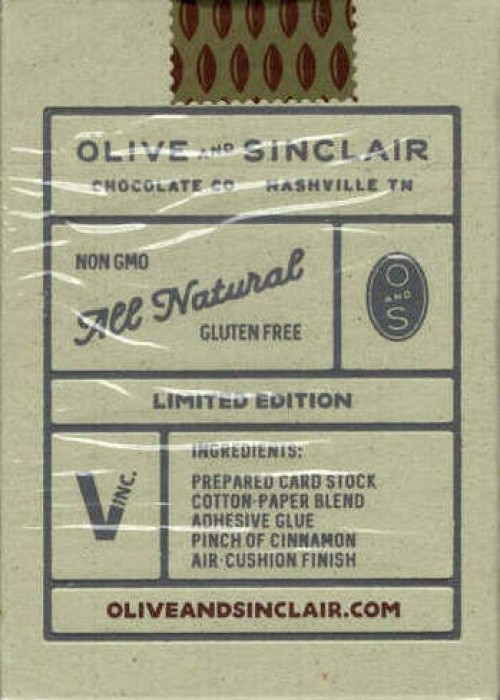 OLIVE AND SINCLAIR
CHOCOLATE CO NASHVILLE TN
NON GMO
All Natural
GLUTEN FREE
O
AND
S
LIMITED EDITION
V INC.
INGREDIENTS:
PREPARED CARD STOCK
COTTON-PAPER BLEND
ADHESIVE GLUE
PINCH OF CINNAMON
AIR-CUSHION FINISH
OLIVEANDSINCLAIR.COM